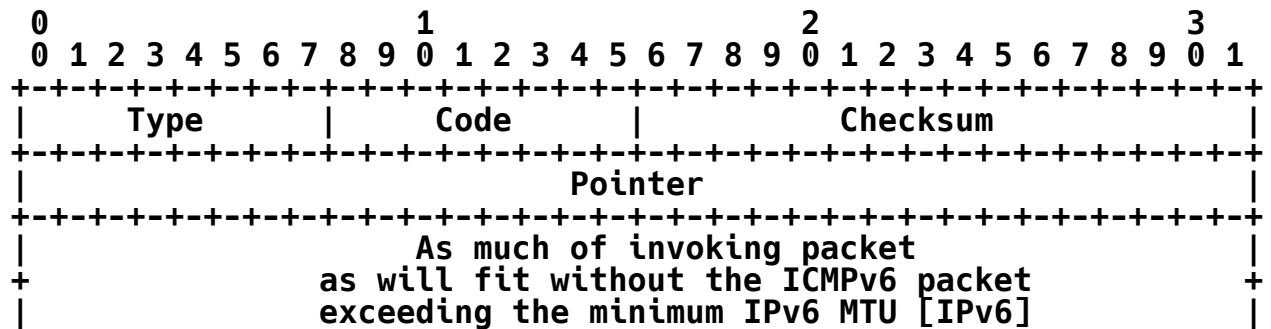 0                   1                   2                   3
 0 1 2 3 4 5 6 7 8 9 0 1 2 3 4 5 6 7 8 9 0 1 2 3 4 5 6 7 8 9 0 1
+-+-+-+-+-+-+-+-+-+-+-+-+-+-+-+-+-+-+-+-+-+-+-+-+-+-+-+-+-+-+-+-+
|     Type      |     Code      |          Checksum             |
+-+-+-+-+-+-+-+-+-+-+-+-+-+-+-+-+-+-+-+-+-+-+-+-+-+-+-+-+-+-+-+-+
|                            Pointer                            |
+-+-+-+-+-+-+-+-+-+-+-+-+-+-+-+-+-+-+-+-+-+-+-+-+-+-+-+-+-+-+-+-+
|                    As much of invoking packet                 |
+               as will fit without the ICMPv6 packet           +
|               exceeding the minimum IPv6 MTU [IPv6]           |